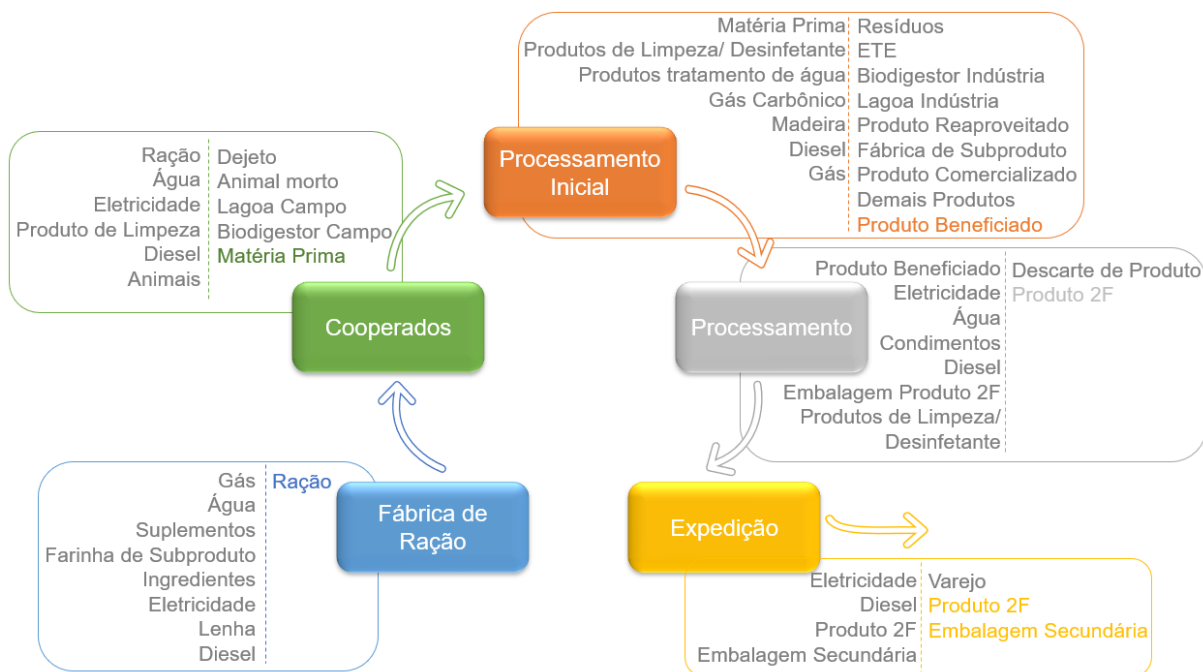 Matéria Prima
Produtos de Limpeza/ Desinfetante
Produtos tratamento de água
Gás Carbônico
Madeira
Diesel
Gás
Resíduos
ETE
Biodigestor Indústria
Lagoa Indústria
Produto Reaproveitado
Fábrica de Subproduto
Produto Comercializado
Demais Produtos
Produto Beneficiado
Processamento
Inicial
Ração
Água
Eletricidade
Produto de Limpeza
Diesel
Animais
Dejeto
Animal morto
Lagoa Campo
Biodigestor Campo
Matéria Prima
Cooperados
Processamento
Produto Beneficiado
Eletricidade
Água
Condimentos
Diesel
Embalagem Produto 2F
Produtos de Limpeza/
Desinfetante
Descarte de Produto
Produto 2F
Gás
Água
Suplementos
Farinha de Subproduto
Ingredientes
Eletricidade
Lenha
Diesel
Ração
Fábrica de
Ração
Expedição
Eletricidade
Diesel
Produto 2F
Embalagem Secundária
Varejo
Produto 2F
Embalagem Secundária